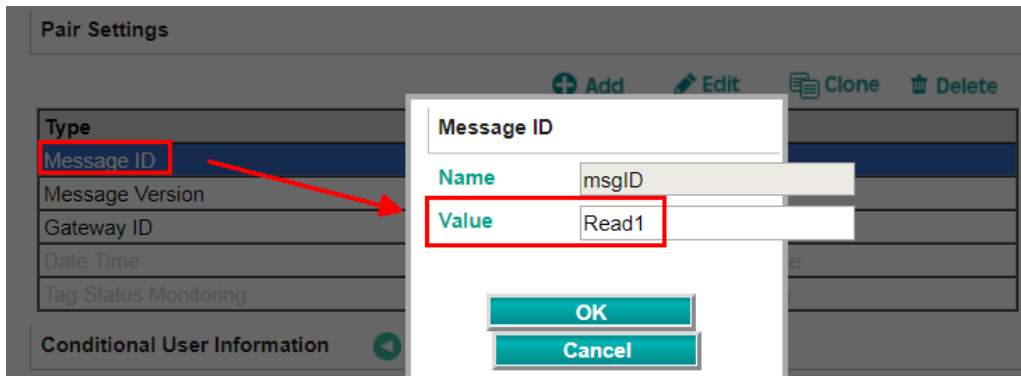 Pair Settings
Add Edit Clone Delete
Type
Message ID
Message Version
Gateway ID
Date Time
Tag Status Monitoring
Conditional User Information
Message ID
Name msgID
Value Read1
OK
Cancel